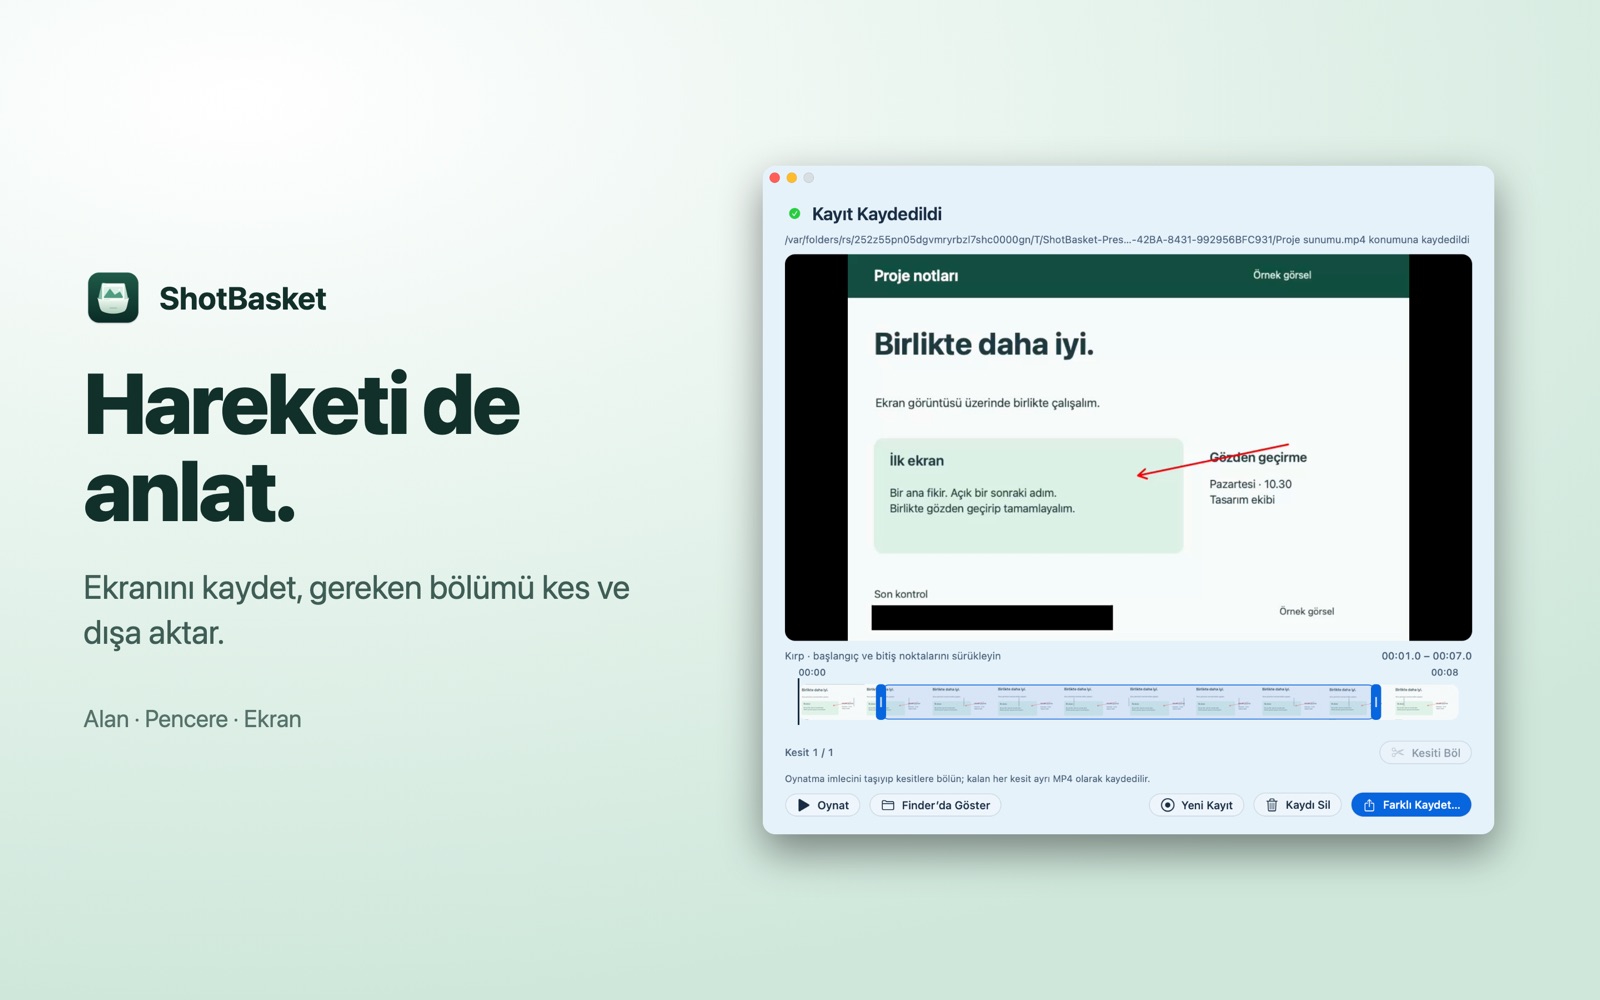 ShotBasket
Hareketi de
anlat.
Ekranını kaydet, gereken bölümü kes ve
dışa aktar.
Alan · Pencere · Ekran
Kayıt Kaydedildi
/var/folders/rs/252z55pn05dgvmryrbzl7shc0000gn/T/ShotBasket-Pres...-42BA-8431-992956BFC931/Proje sunumu.mp4 konumuna kaydedildi
Proje notları
Örnek görsel
Birlikte daha iyi.
Ekran görüntüsü üzerinde birlikte çalışalım.
İlk ekran
Bir ana fikir. Açık bir sonraki adım.
Birlikte gözden geçirip tamamlayalım.
Gözden geçirme
Pazartesi · 10.30
Tasarım ekibi
Son kontrol
Örnek görsel
Kırp · başlangıç ve bitiş noktalarını sürükleyin
00:01.0 – 00:07.0
00:00
00:08
Kesit 1 / 1
Kesiti Böl
Oynatma imlecini taşıyıp kesitlere bölün; kalan her kesit ayrı MP4 olarak kaydedilir.
Oynat
Finder'da Göster
Yeni Kayıt
Kaydı Sil
Farklı Kaydet...